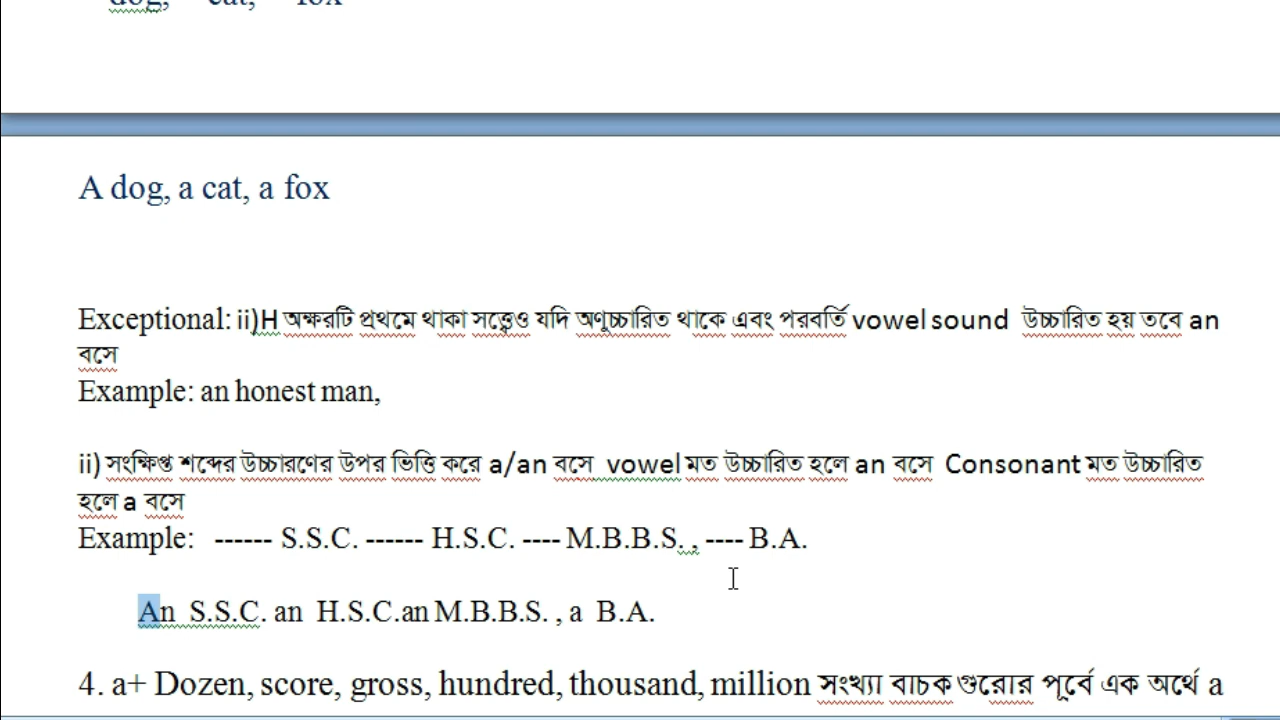 dog, cat, fox
A dog, a cat, a fox
Exceptional: ii)H অক্ষরটি প্রথমে থাকা সত্ত্বেও যদি অণুচ্চারিত থাকে এবং পরবর্তি vowel sound উচ্চারিত হয় তবে an
বসে
Example: an honest man,
ii) সংক্ষিপ্ত শব্দের উচ্চারণের উপর ভিত্তি করে a/an বসে vowel মত উচ্চারিত হলে an বসে Consonant মত উচ্চারিত
হলে a বসে
Example: ------ S.S.C. ------ H.S.C. ---- M.B.B.S. , ---- B.A.
An S.S.C. an H.S.C.an M.B.B.S. , a B.A.
4. a+ Dozen, score, gross, hundred, thousand, million সংখ্যা বাচক গুরোর পূর্বে এক অর্থে a